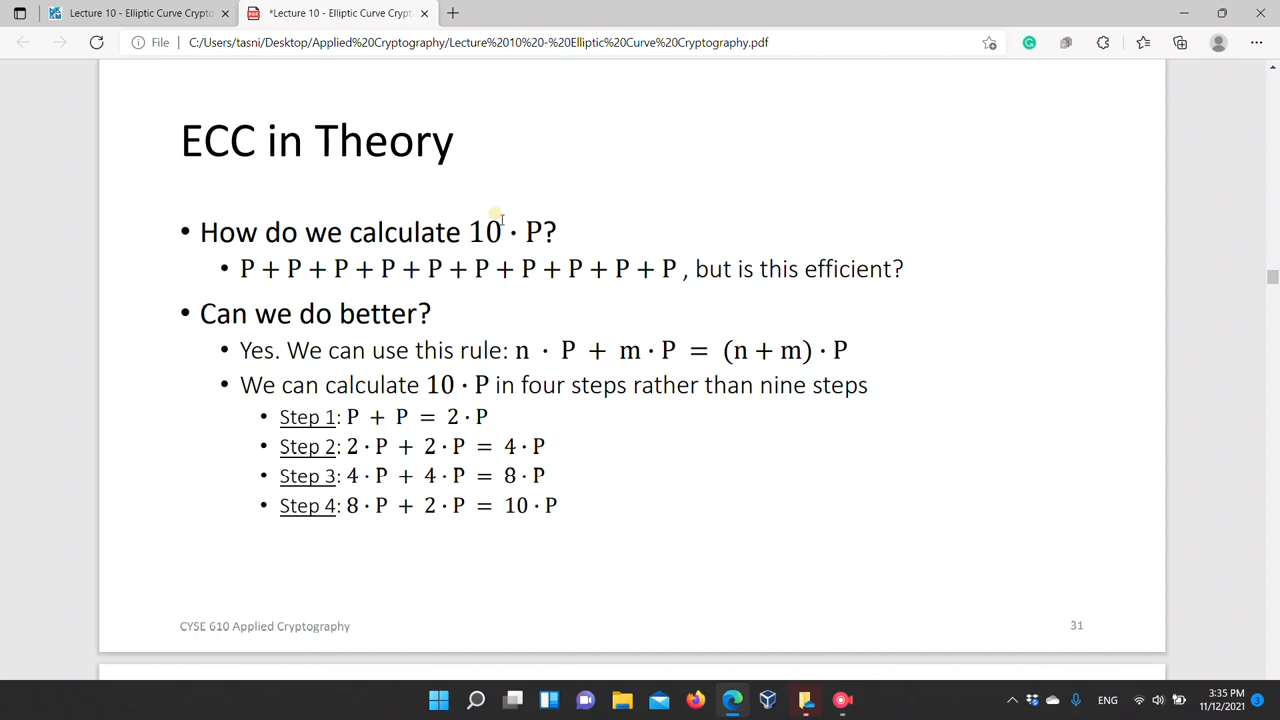 Lecture 10 - Elliptic Curve Crypto
*Lecture 10 - Elliptic Curve Crypt
File
C:/Users/tasni/Desktop/Applied%20Cryptography/Lecture%2010%20-%20Elliptic%20Curve%20Cryptography.pdf
ECC in Theory
• How do we calculate 10 · P?
• P + P + P + P + P + P + P + P + P + P , but is this efficient?
• Can we do better?
• Yes. We can use this rule: n · P + m · P = (n + m) · P
• We can calculate 10 · P in four steps rather than nine steps
• Step 1: P + P = 2 · P
• Step 2: 2 · P + 2 · P = 4 · P
• Step 3: 4 · P + 4 · P = 8 · P
• Step 4: 8 · P + 2 · P = 10 · P
CYSE 610 Applied Cryptography
31
ENG
3:35 PM
11/12/2021
3